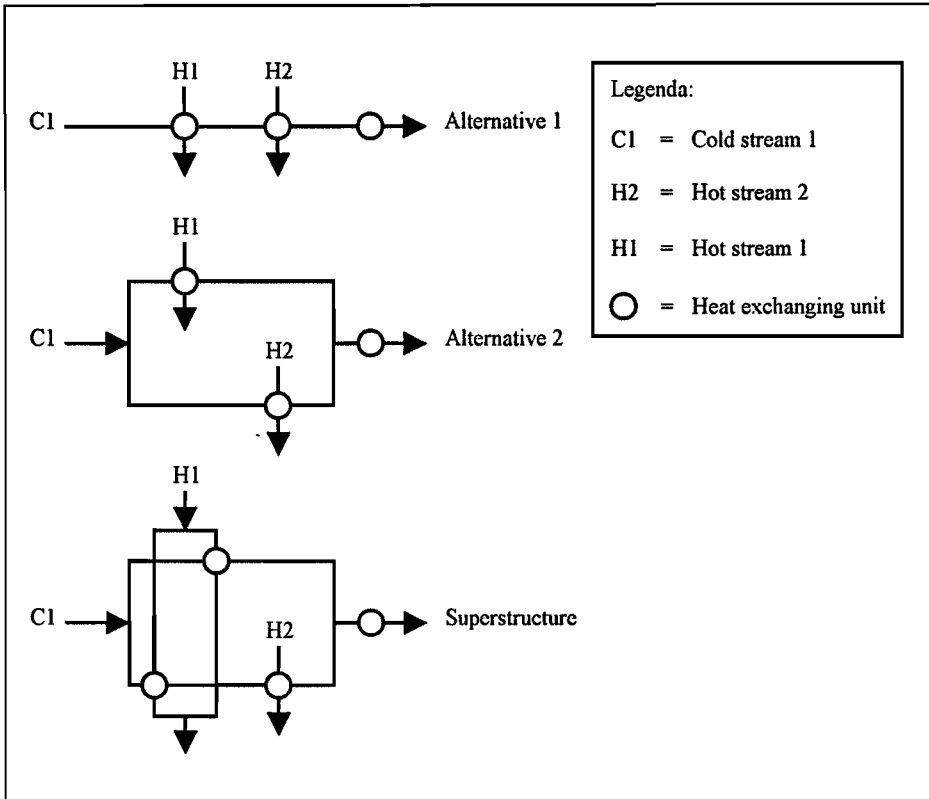 H1 H2
C1 Alternative 1
H1
C1 Alternative 2
H2
H1
C1 Superstructure
H2
Legenda:
C1 = Cold stream 1
H2 = Hot stream 2
H1 = Hot stream 1
= Heat exchanging unit